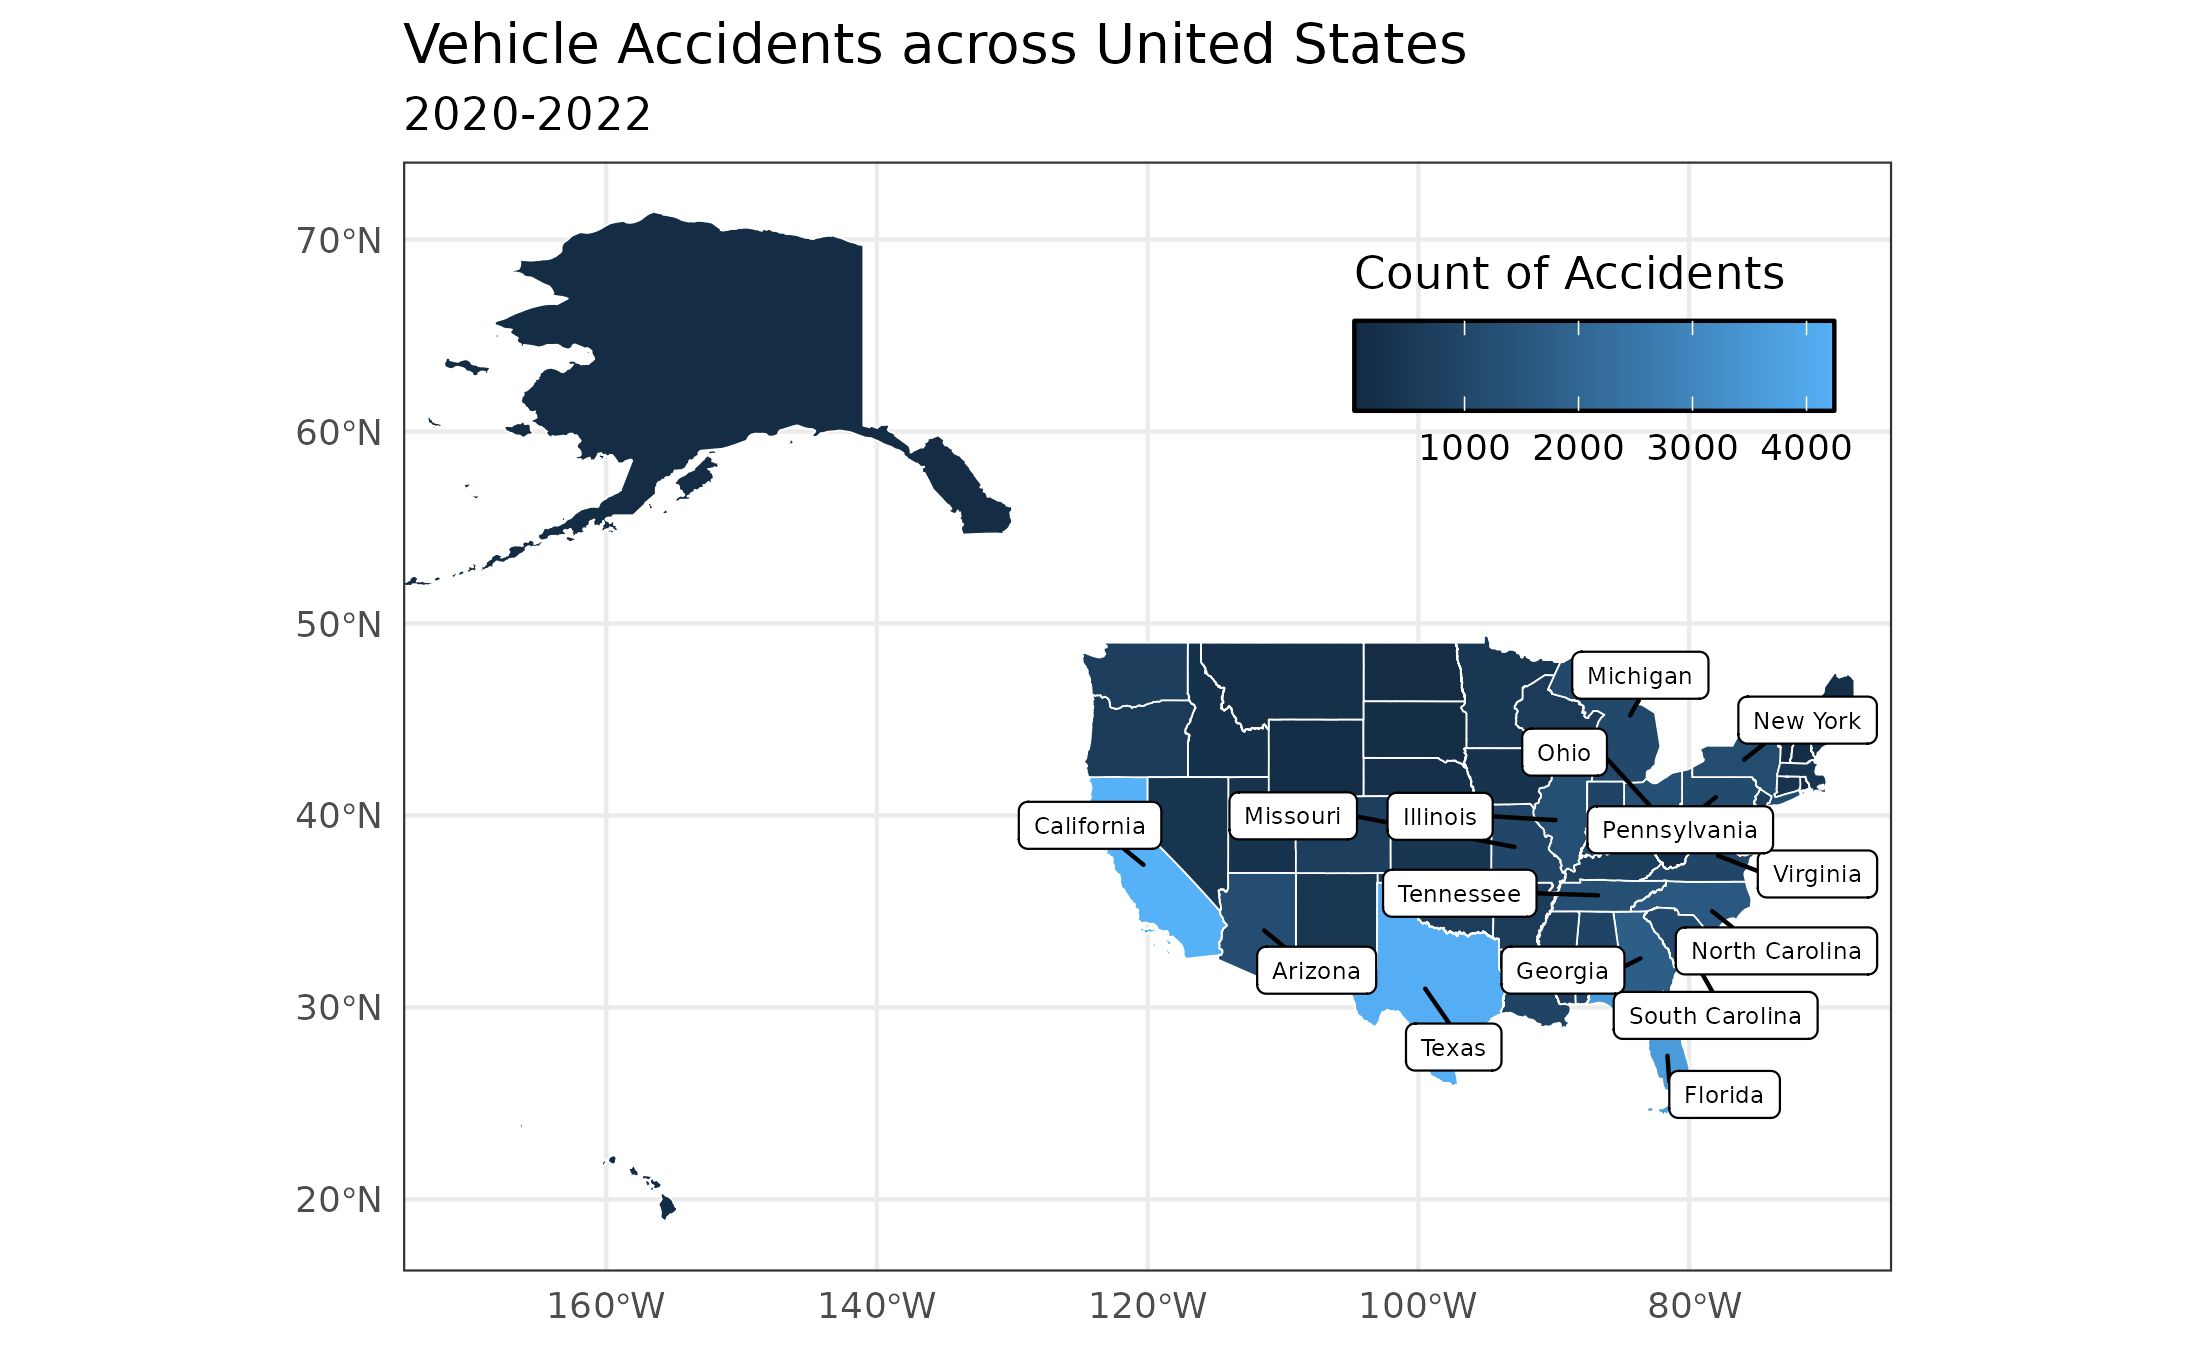 Vehicle Accidents across United States
2020-2022
70°N
60°N
50°N
40°N
30°N
20°N
Count of Accidents
1000 2000 3000 4000
Michigan
New York
Ohio
Missouri
Illinois
California
Pennsylvania
Virginia
Tennessee
North Carolina
Arizona
Georgia
South Carolina
Texas
Florida
160°W 140°W 120°W 100°W 80°W